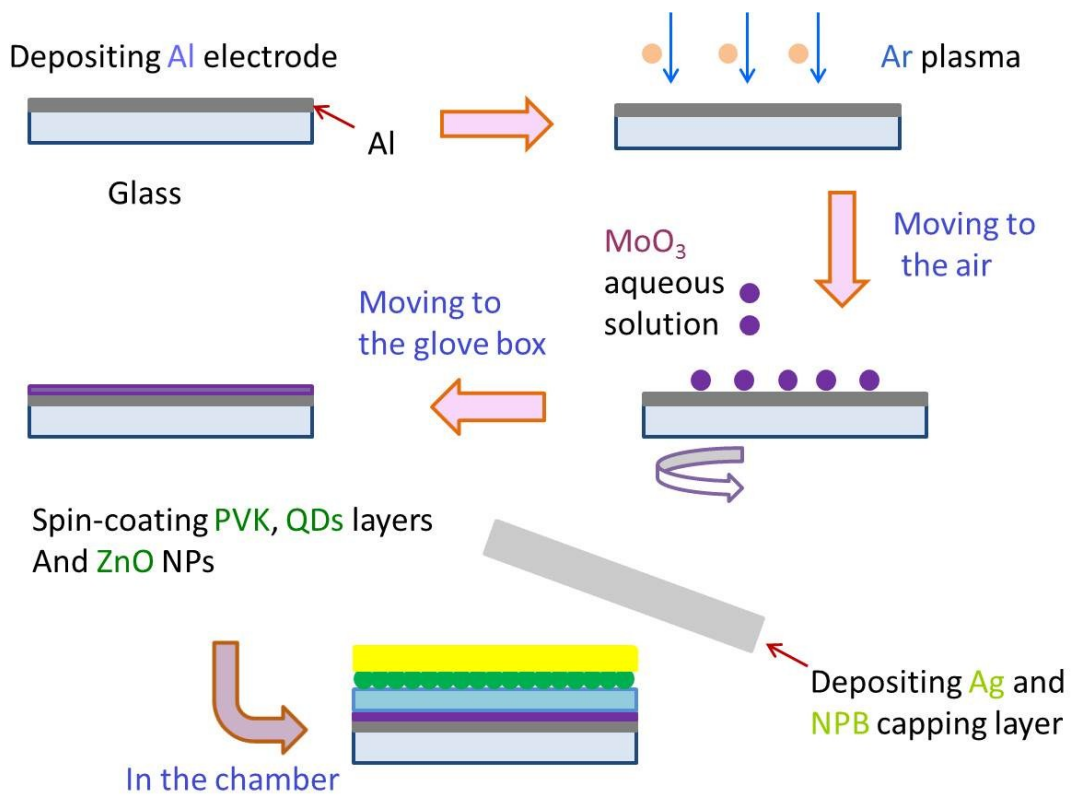 Depositing Al electrode
Al
Glass
Ar plasma
Moving to
the air
MoO₃
aqueous
solution
Moving to
the glove box
Spin-coating PVK, QDs layers
And ZnO NPs
In the chamber
Depositing Ag and
NPB capping layer